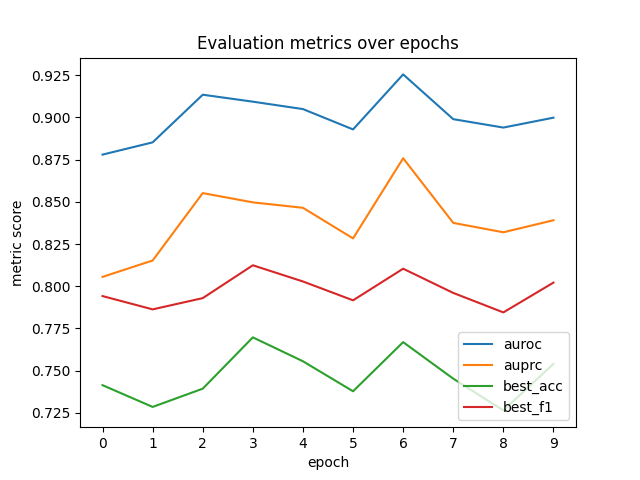 Evaluation metrics over epochs
metric score
0.925
0.900
0.875
0.850
0.825
0.800
0.775
0.750
0.725
auroc
auprc
best_acc
best_f1
0 1 2 3 4 5 6 7 8 9
epoch